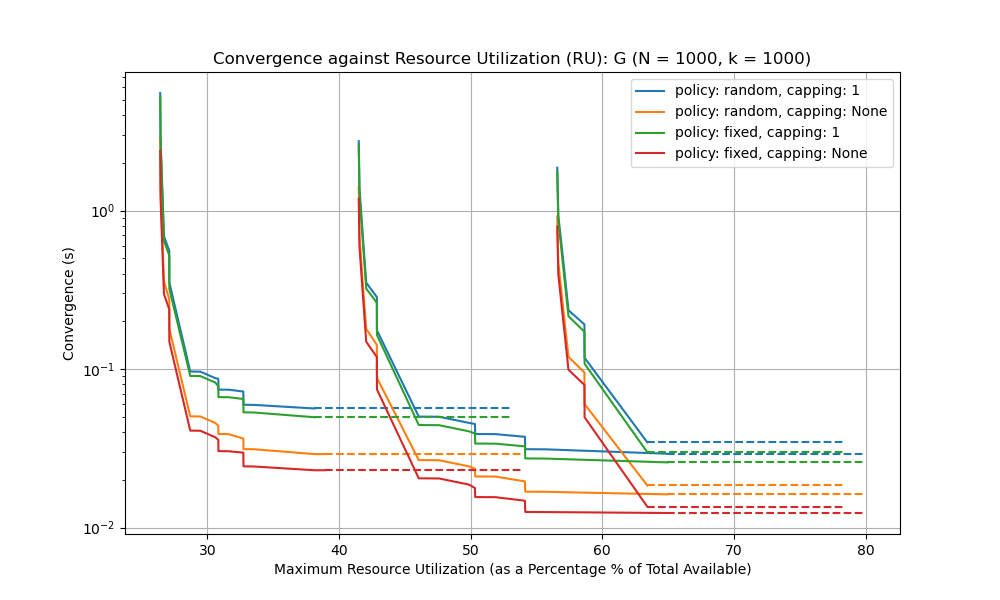 Convergence against Resource Utilization (RU): G (N = 1000, k = 1000)
policy: random, capping: 1
policy: random, capping: None
policy: fixed, capping: 1
policy: fixed, capping: None
Convergence (s)
10⁰
10⁻¹
10⁻²
30 40 50 60 70 80
Maximum Resource Utilization (as a Percentage % of Total Available)